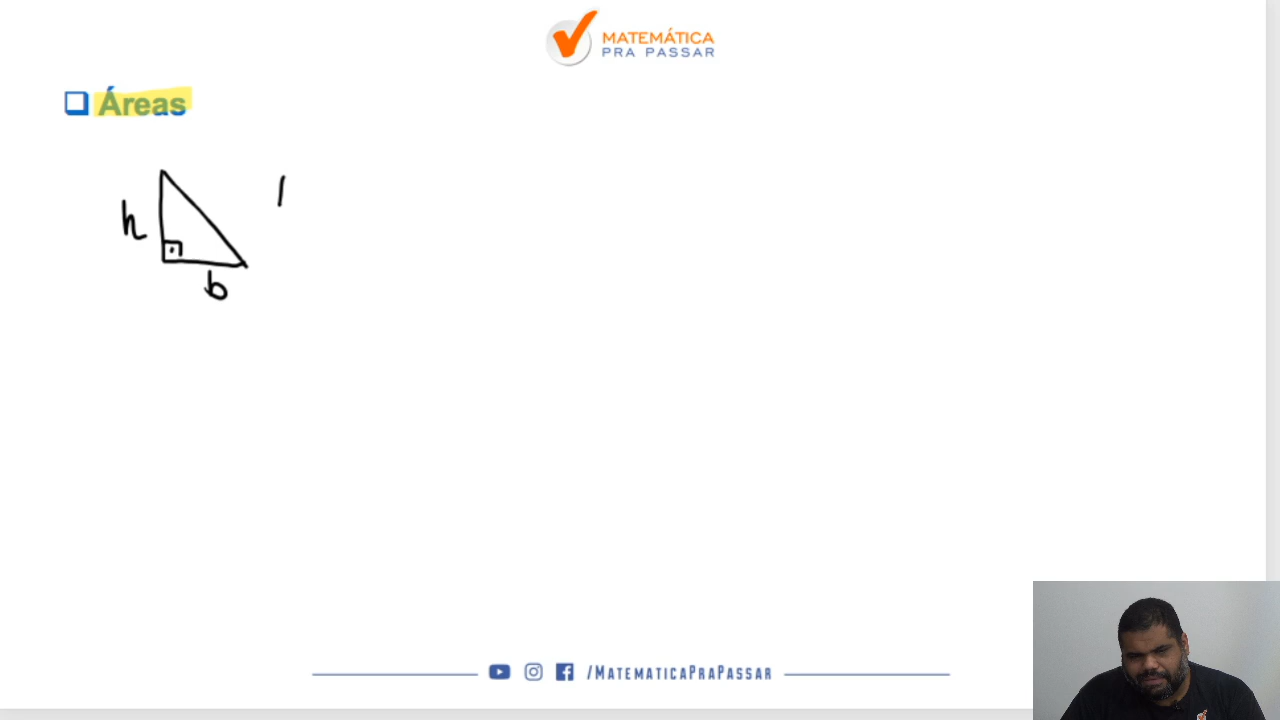 MATEMÁTICA
PRA PASSAR
Áreas
h
b
/MATEMATICAPRAPASSAR